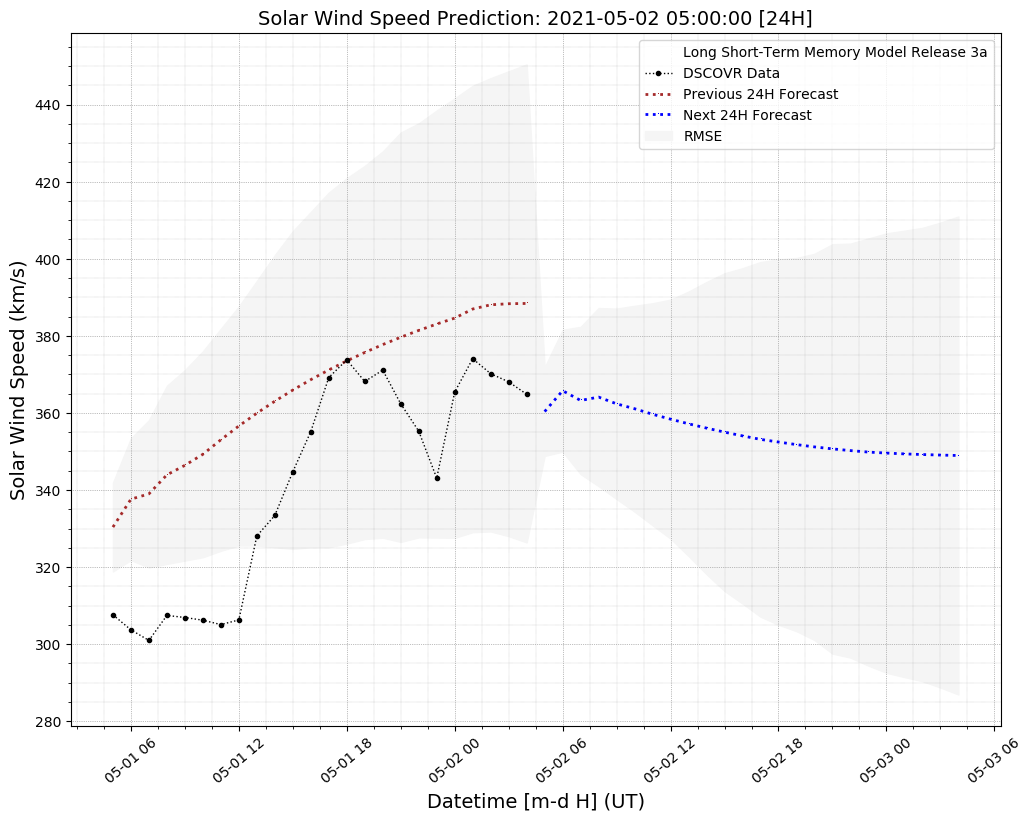 Solar Wind Speed Prediction: 2021-05-02 05:00:00 [24H]
Long Short-Term Memory Model Release 3a
DSCOVR Data
Previous 24H Forecast
Next 24H Forecast
RMSE
Solar Wind Speed (km/s)
440
420
400
380
360
340
320
300
280
05-01 06
05-01 12
05-01 18
05-02 00
05-02 06
05-02 12
05-02 18
05-03 00
05-03 06
Datetime [m-d H] (UT)